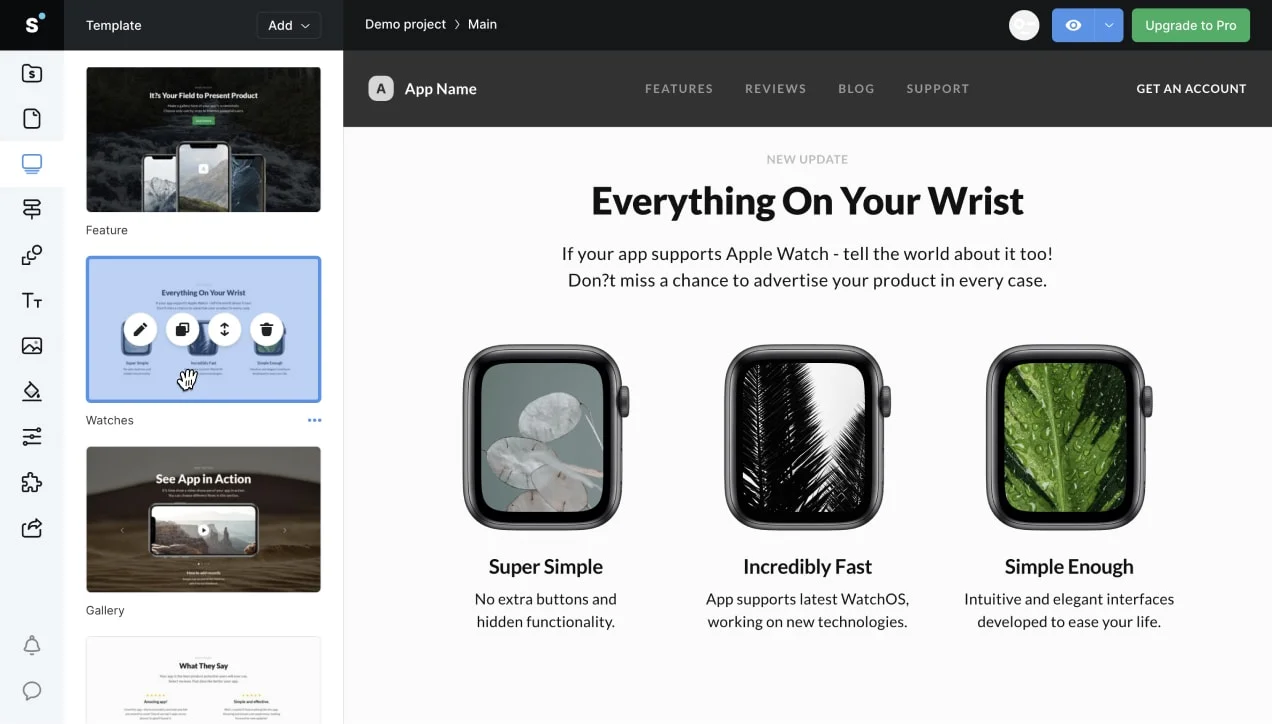 S
Template
Add
Demo project > Main
Upgrade to Pro
A
App Name
FEATURES
REVIEWS
BLOG
SUPPORT
GET AN ACCOUNT
It?s Your Field to Present Product
Feature
Everything On Your Wrist
Super Simple
Incredibly Fast
Simple Enough
Watches
See App in Action
Gallery
What They Say
Amazing app!
Simple and effective
NEW UPDATE
Everything On Your Wrist
If your app supports Apple Watch - tell the world about it too!
Don?t miss a chance to advertise your product in every case.
Super Simple
No extra buttons and
hidden functionality.
Incredibly Fast
App supports latest WatchOS,
working on new technologies.
Simple Enough
Intuitive and elegant interfaces
developed to ease your life.